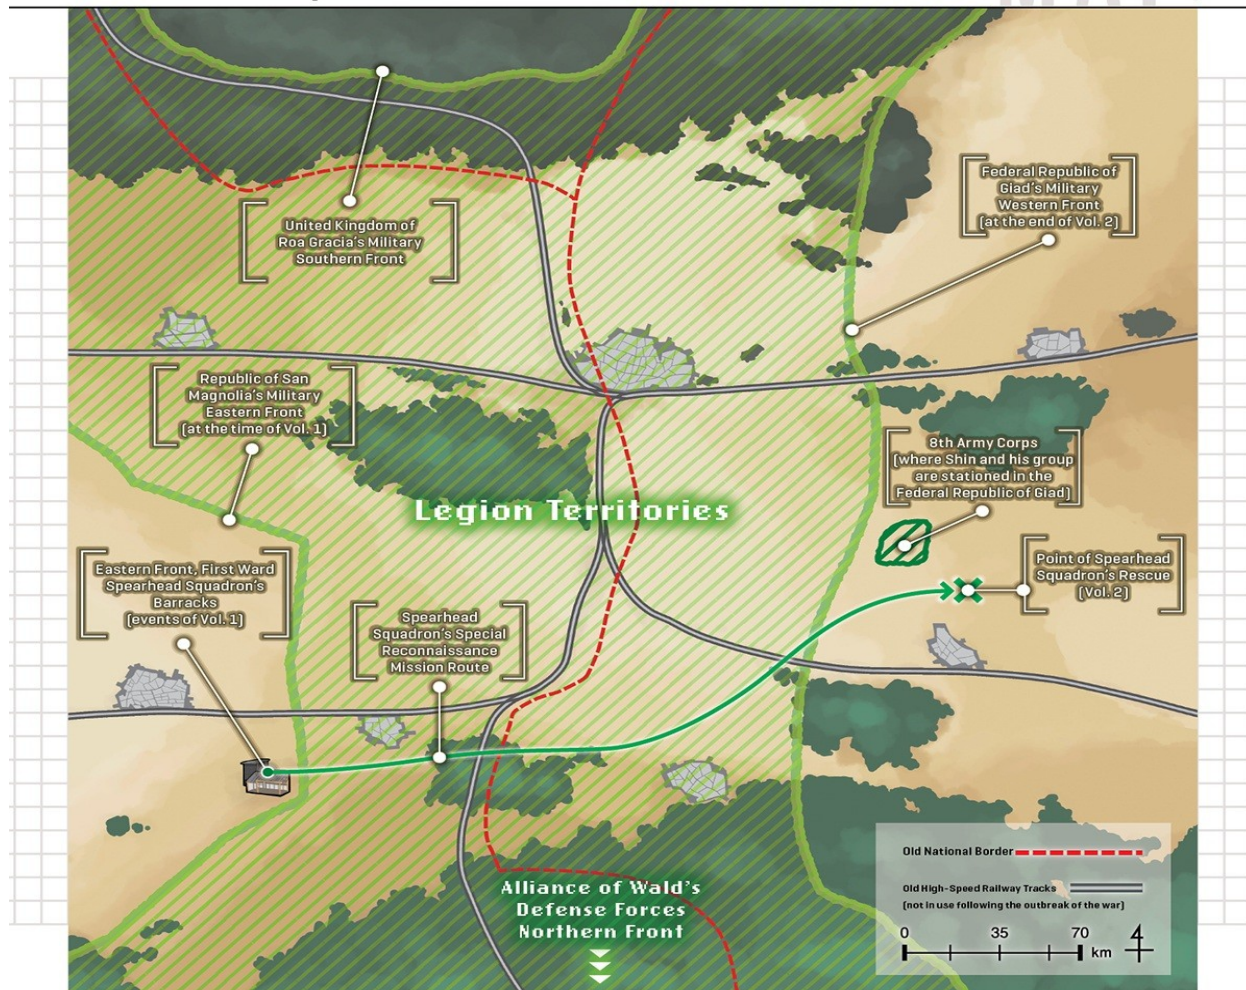 United Kingdom of
Roa Gracia's Military
Southern Front
Federal Republic of
Giad's Military
Western Front
(at the end of Vol. 2)
Republic of San
Magnolia's Military
Eastern Front
(at the time of Vol. 1)
8th Army Corps
(where Shin and his group
are stationed in the
Federal Republic of Giad)
Legion Territories
Eastern Front, First Ward
Spearhead Squadron's
Barracks
(events of Vol. 1)
Spearhead
Squadron's Special
Reconnaissance
Mission Route
Point of Spearhead
Squadron's Rescue
(Vol. 2)
Alliance of Wald's
Defense Forces
Northern Front
Old National Border
Old High-Speed Railway Tracks
(not in use following the outbreak of the war)
0 35 70 km